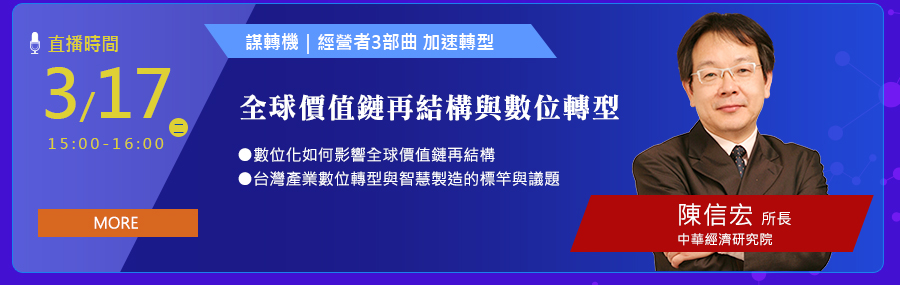 直播時間
3/17
二
15:00-16:00
MORE
謀轉機｜經營者3部曲 加速轉型
全球價值鏈再結構與數位轉型
●數位化如何影響全球價值鏈再結構
●台灣產業數位轉型與智慧製造的標竿與議題
陳信宏 所長
中華經濟研究院